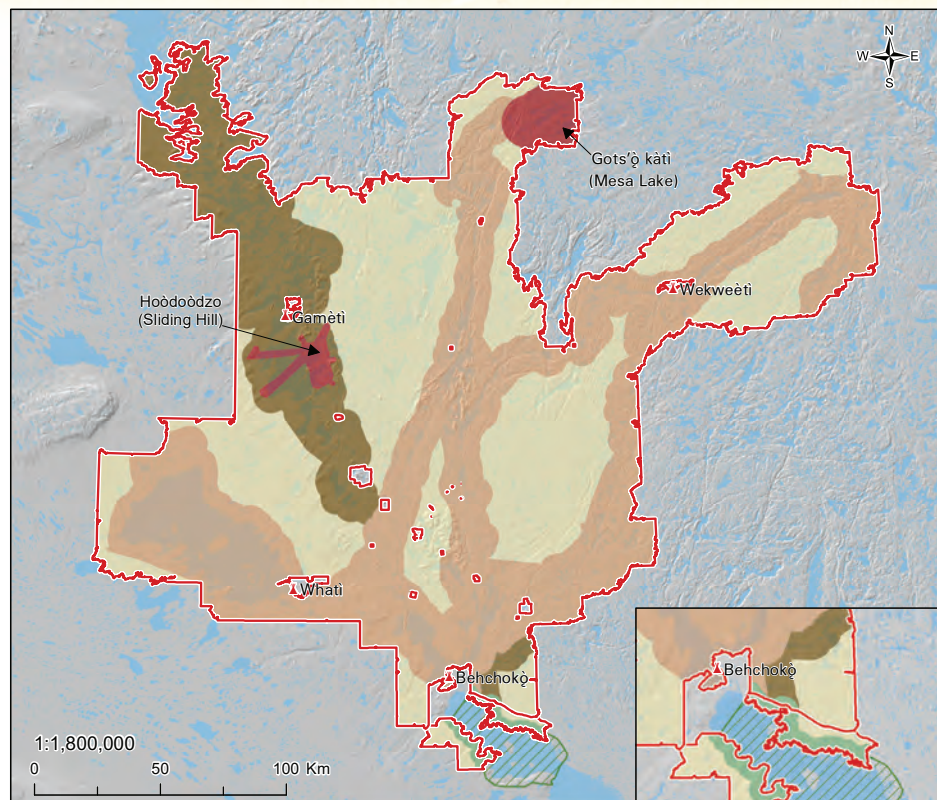 N
W E
S
Gots'ǫ̀ kàtì
(Mesa Lake)
Wekweètì
Hoòdoòdzo
(Sliding Hill)
Gamètì
Whatì
Behchokǫ̀
Behchokǫ̀
1:1,800,000
0 50 100 Km